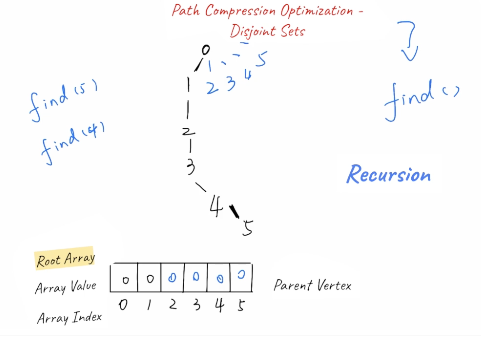 Path Compression Optimization -
Disjoint Sets
0
1 5
1 2 3 4
find(5)
find()
find(4)
2
3
Recursion
4
5
Root Array
Array Value 0 0 0 0 0 0 Parent Vertex
0 1 2 3 4 5
Array Index